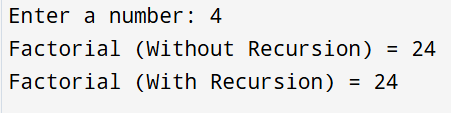 Enter a number: 4
Factorial (Without Recursion) = 24
Factorial (With Recursion) = 24